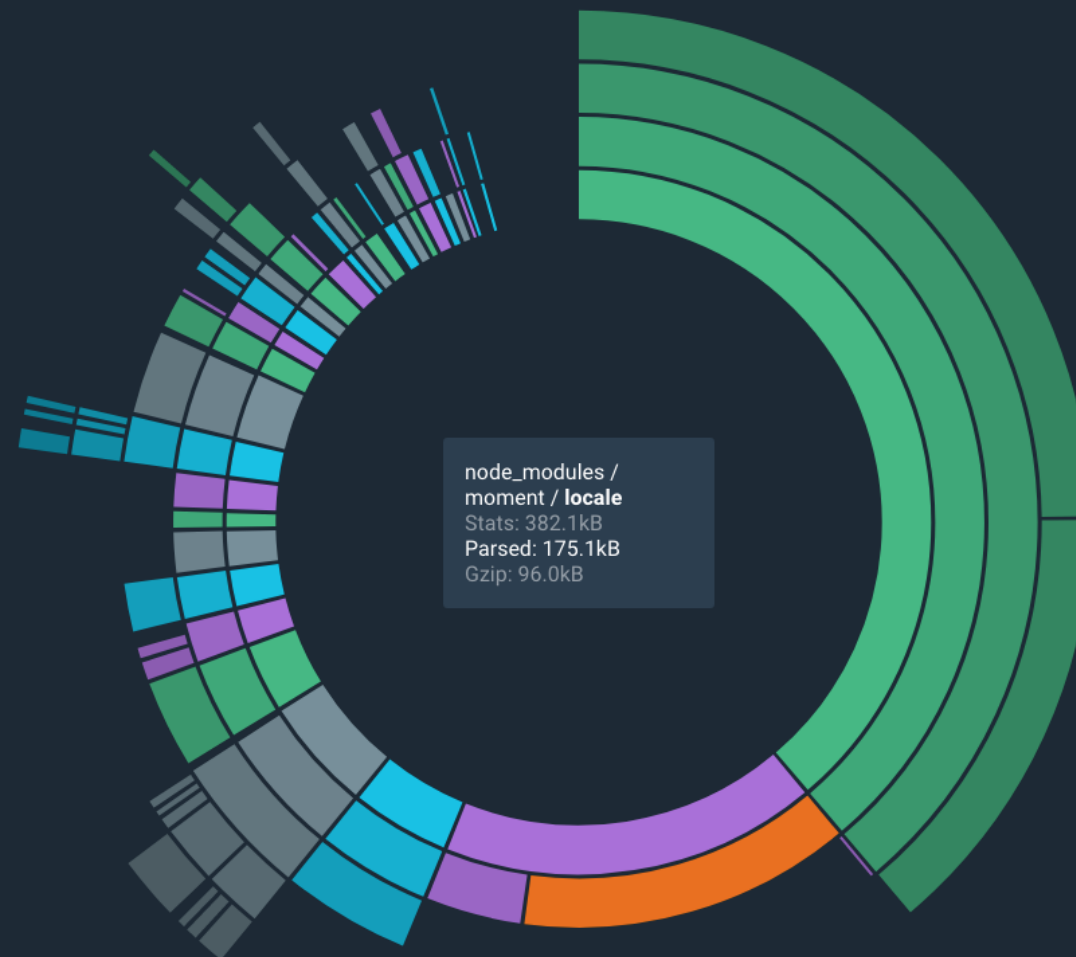 node_modules /
moment / locale
Stats: 382.1kB
Parsed: 175.1kB
Gzip: 96.0kB